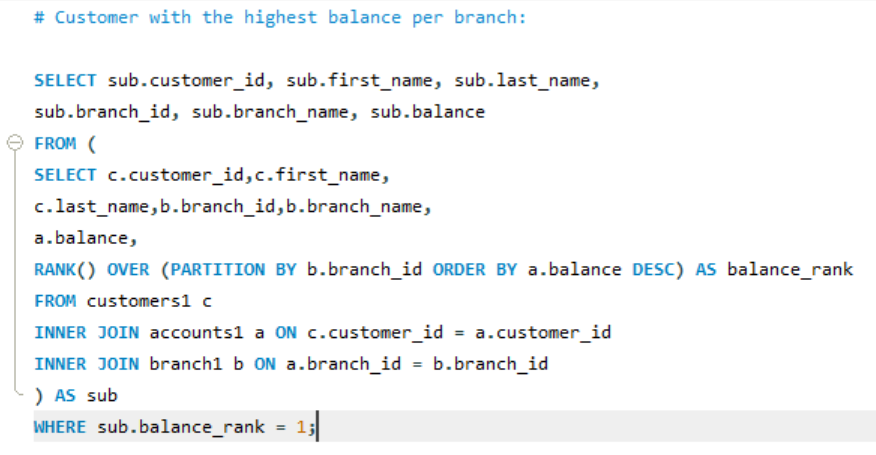 # Customer with the highest balance per branch:
SELECT sub.customer_id, sub.first_name, sub.last_name,
sub.branch_id, sub.branch_name, sub.balance
FROM (
SELECT c.customer_id,c.first_name,
c.last_name,b.branch_id,b.branch_name,
a.balance,
RANK() OVER (PARTITION BY b.branch_id ORDER BY a.balance DESC) AS balance_rank
FROM customers1 c
INNER JOIN accounts1 a ON c.customer_id = a.customer_id
INNER JOIN branch1 b ON a.branch_id = b.branch_id
) AS sub
WHERE sub.balance_rank = 1;